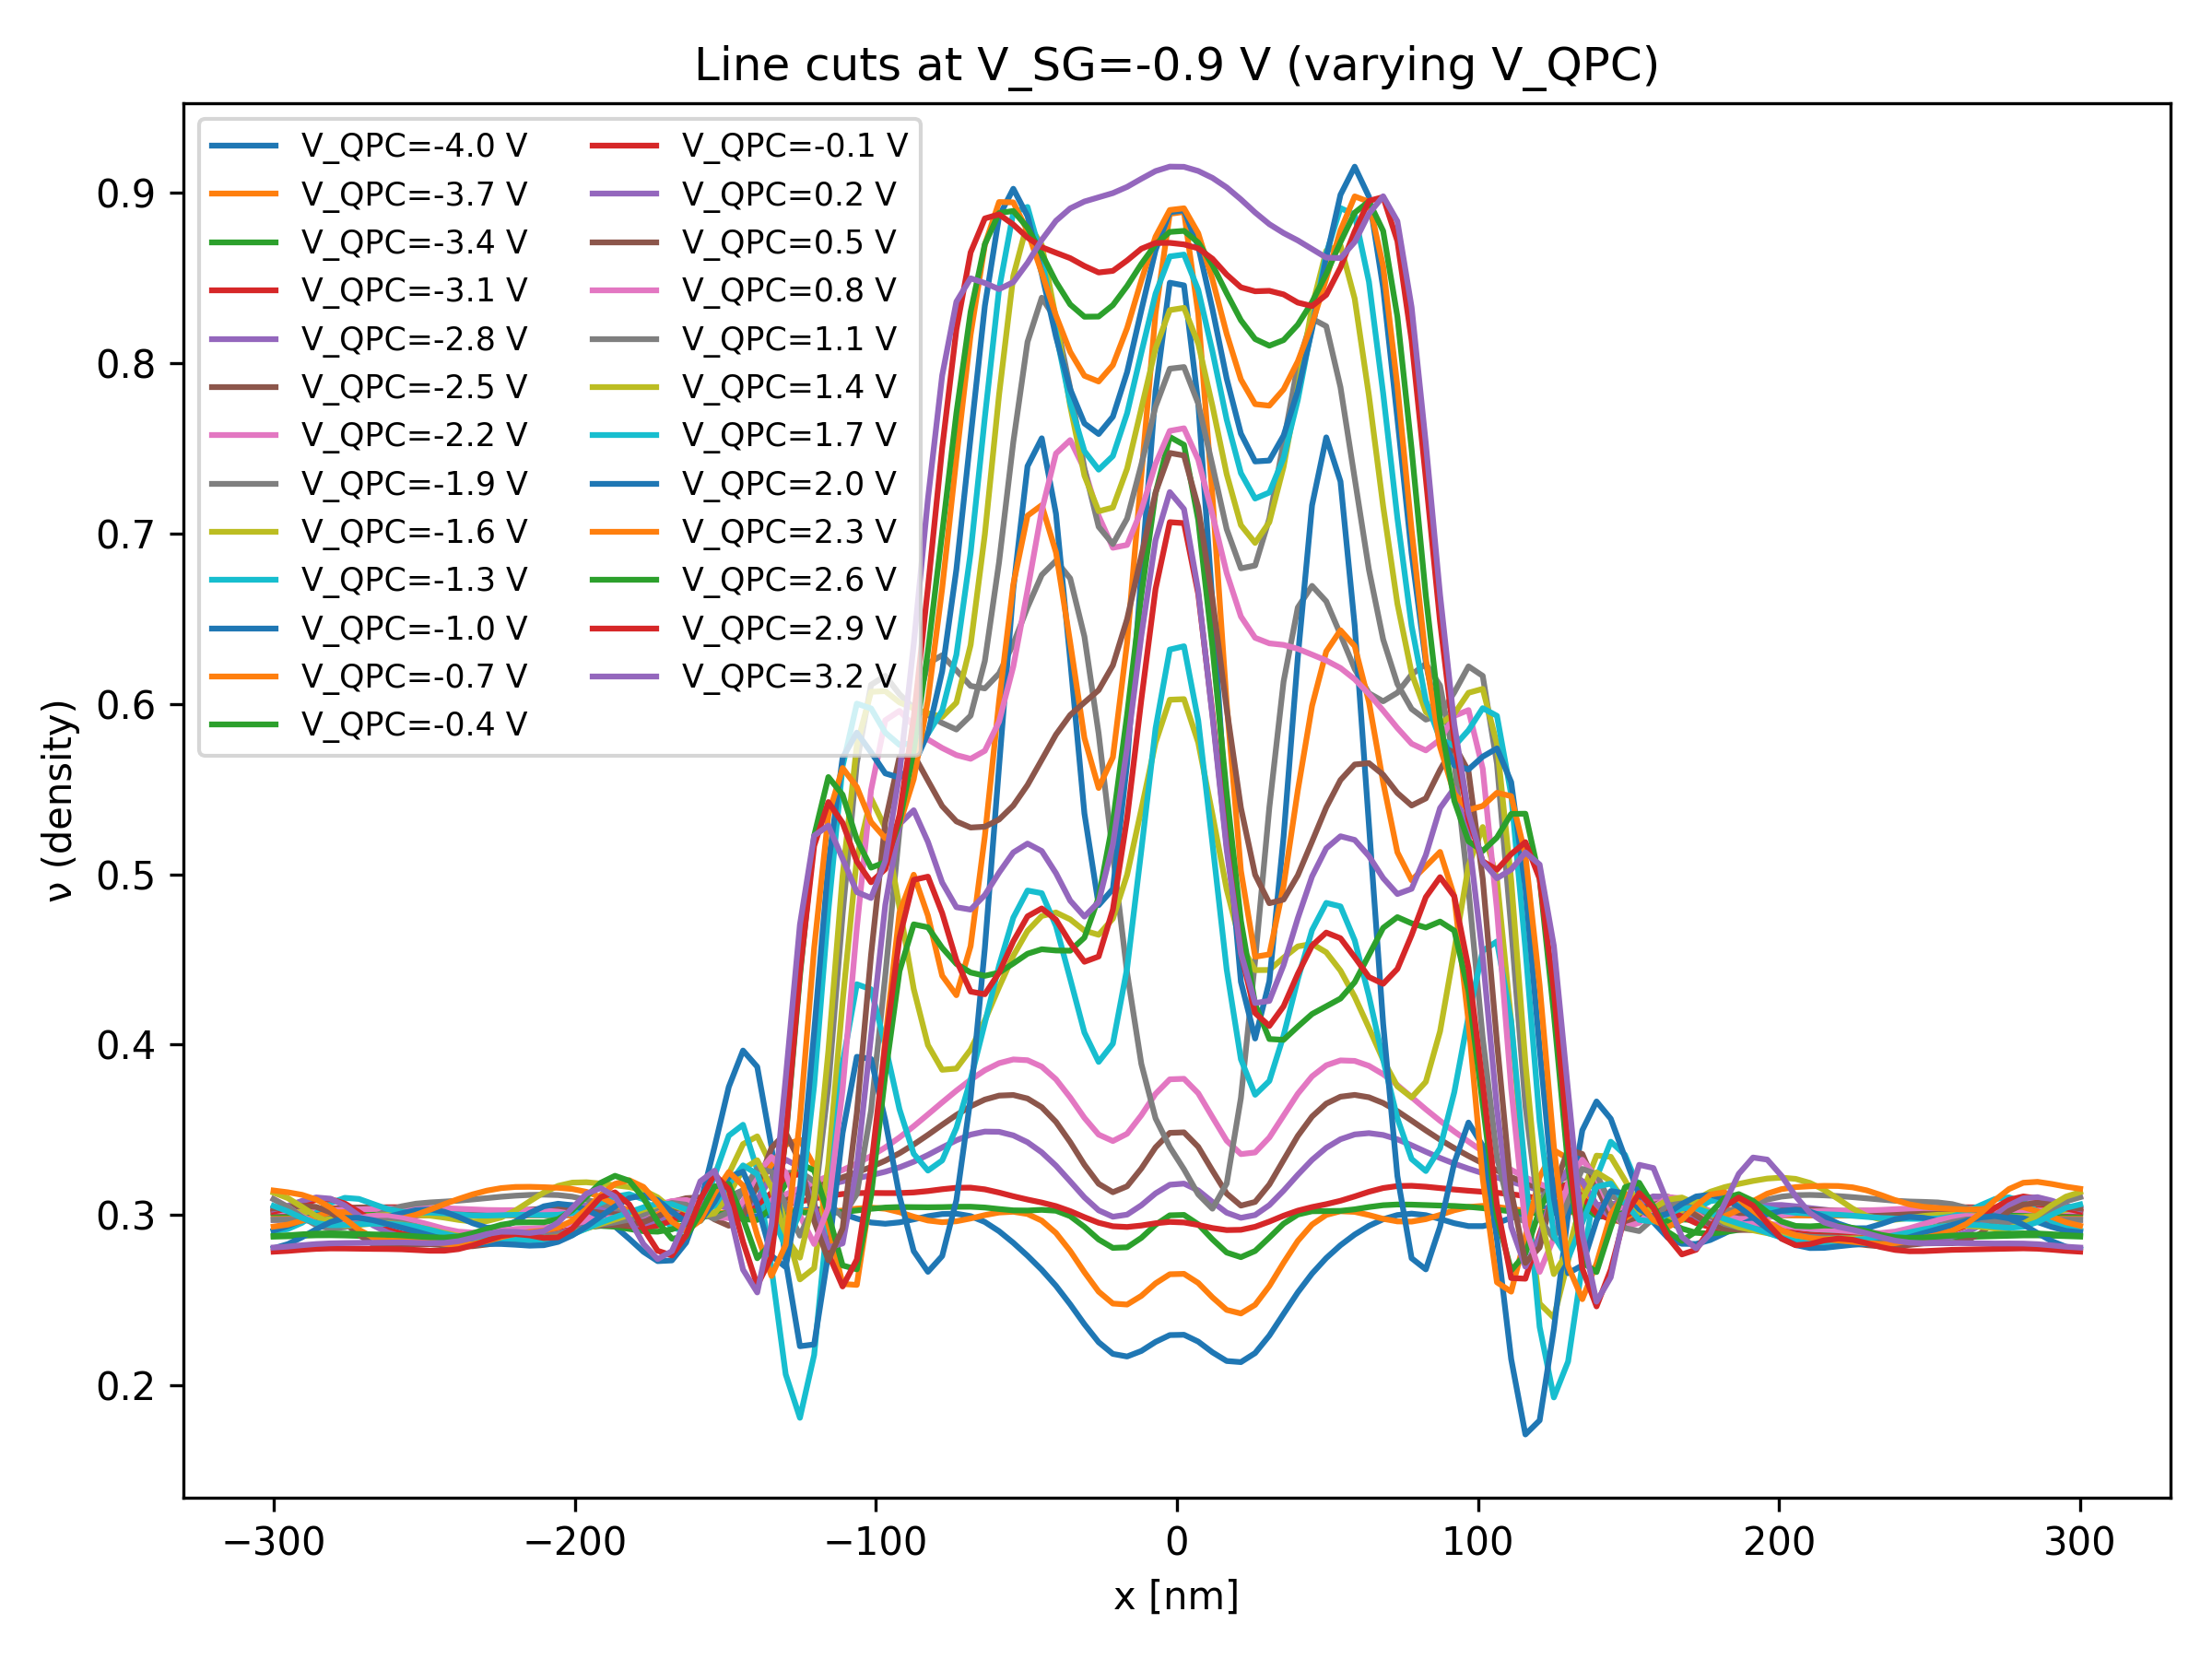 Line cuts at V_SG=-0.9 V (varying V_QPC)
V_QPC=-4.0 V
V_QPC=-3.7 V
V_QPC=-3.4 V
V_QPC=-3.1 V
V_QPC=-2.8 V
V_QPC=-2.5 V
V_QPC=-2.2 V
V_QPC=-1.9 V
V_QPC=-1.6 V
V_QPC=-1.3 V
V_QPC=-1.0 V
V_QPC=-0.7 V
V_QPC=-0.4 V
V_QPC=-0.1 V
V_QPC=0.2 V
V_QPC=0.5 V
V_QPC=0.8 V
V_QPC=1.1 V
V_QPC=1.4 V
V_QPC=1.7 V
V_QPC=2.0 V
V_QPC=2.3 V
V_QPC=2.6 V
V_QPC=2.9 V
V_QPC=3.2 V
ν (density)
0.9
0.8
0.7
0.6
0.5
0.4
0.3
0.2
−300
−200
−100
0
100
200
300
x [nm]